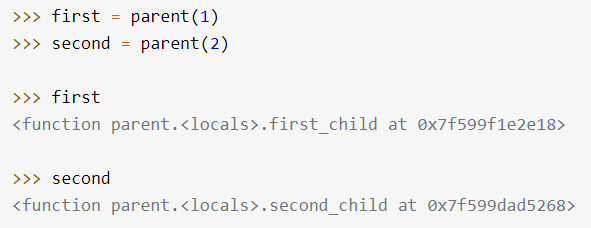 >>> first = parent(1)
>>> second = parent(2)
>>> first
<function parent.<locals>.first_child at 0x7f599f1e2e18>
>>> second
<function parent.<locals>.second_child at 0x7f599dad5268>